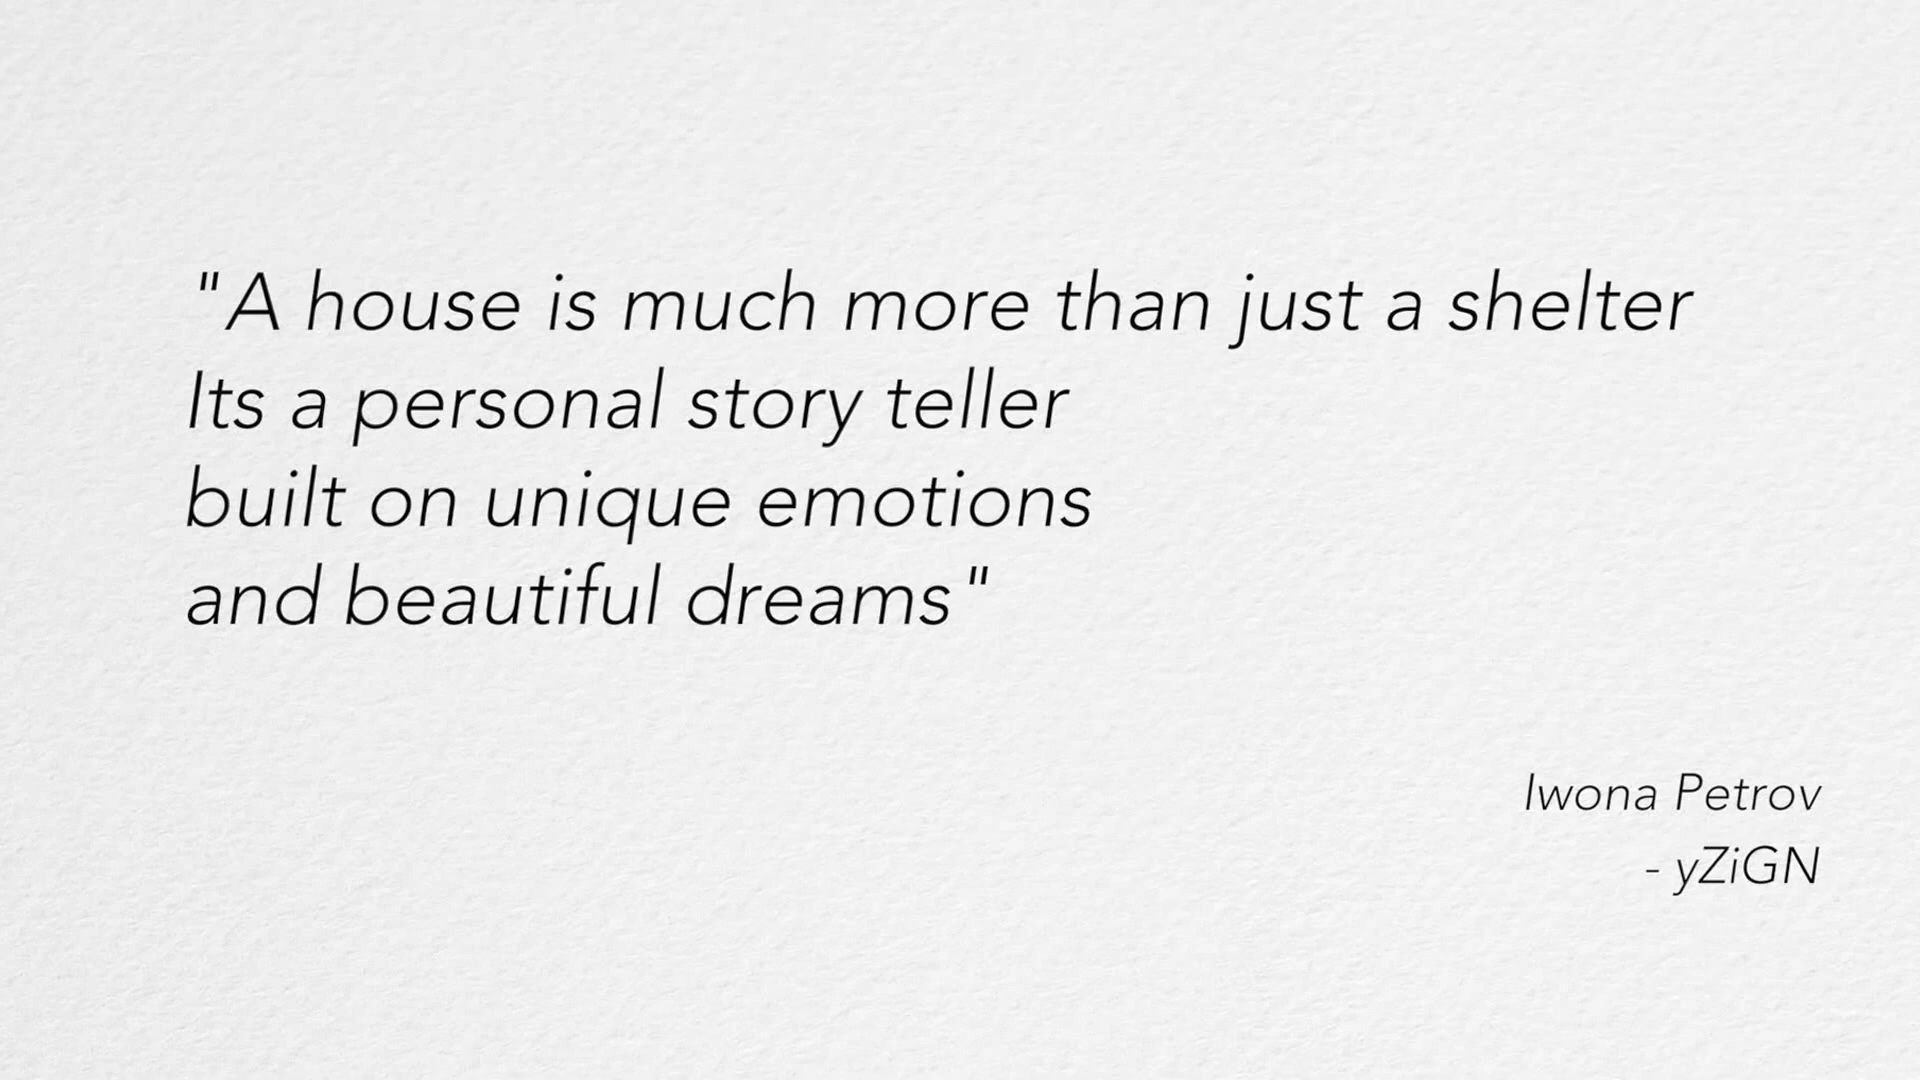 "A house is much more than just a shelter
Its a personal story teller
built on unique emotions
and beautiful dreams"
Iwona Petrov
- yZiGN